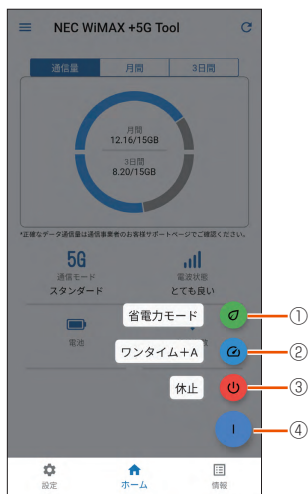 NEC WiMAX +5G Tool
通信量 月間 3日間
月間
12.16/15GB
3日間
8.20/15GB
*正確なデータ通信量は通信事業者のお客様サポートページでご確認ください。
5G
通信モード 電波状態
スタンダード とても良い
省電力モード ①
電池
ワンタイム+A ②
休止 ③
④
設定 ホーム 情報